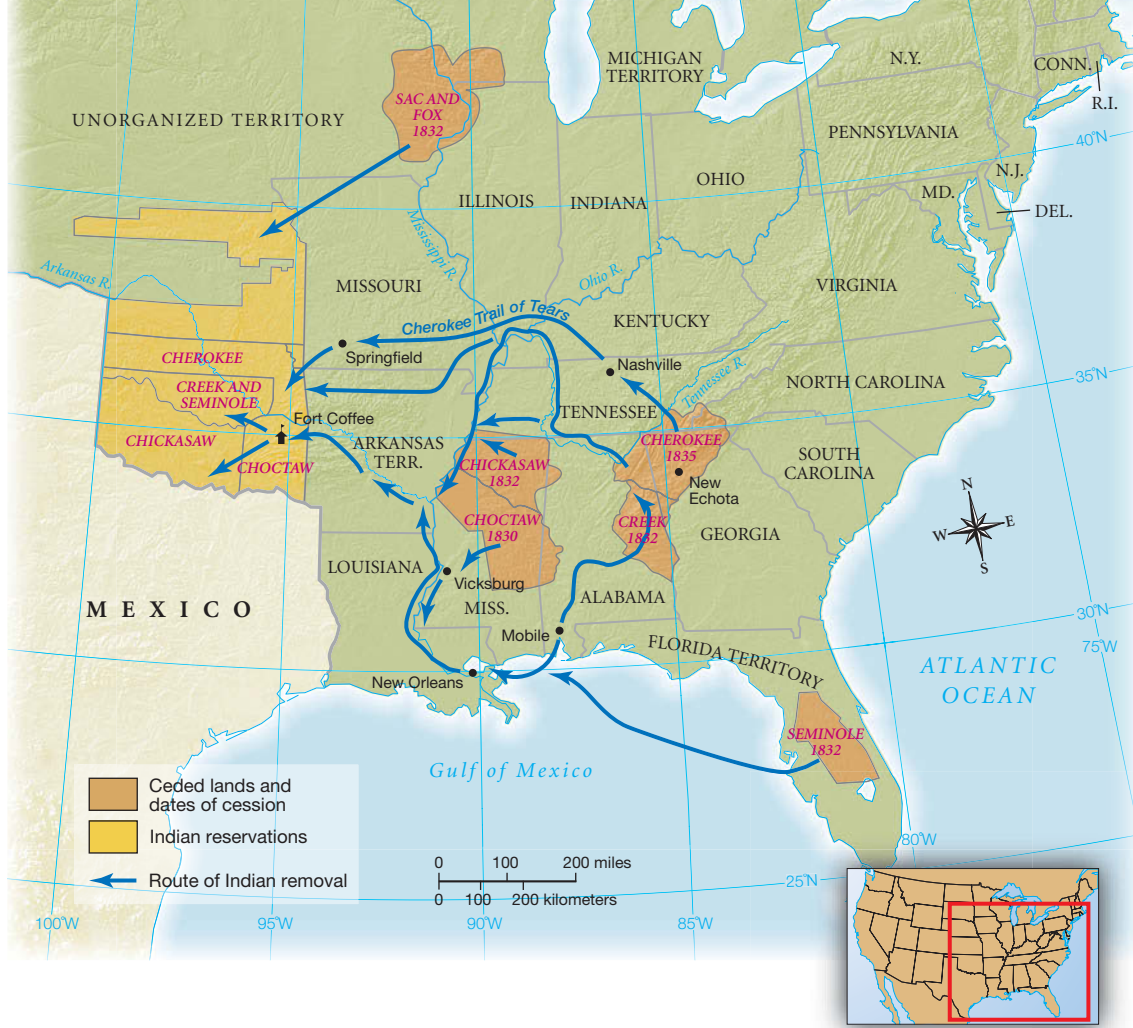 MICHIGAN
TERRITORY
N.Y.
CONN.
R.I.
SAC AND
FOX
1832
UNORGANIZED TERRITORY
PENNSYLVANIA
40°N
N.J.
OHIO
MD.
DEL.
ILLINOIS
INDIANA
Mississippi R.
Arkansas R.
Ohio R.
MISSOURI
VIRGINIA
Cherokee Trail of Tears
KENTUCKY
Springfield
CHEROKEE
Nashville
Tennessee R.
35°N
CREEK AND
SEMINOLE
NORTH CAROLINA
Fort Coffee
TENNESSEE
CHICKASAW
ARKANSAS
TERR.
CHEROKEE
1835
CHOCTAW
CHICKASAW
1832
SOUTH
CAROLINA
New
Echota
N
W
E
S
CHOCTAW
1830
CREEK
1832
GEORGIA
LOUISIANA
Vicksburg
MISS.
ALABAMA
MEXICO
30°N
75°W
Mobile
FLORIDA TERRITORY
ATLANTIC
OCEAN
New Orleans
SEMINOLE
1832
Gulf of Mexico
Ceded lands and
dates of cession
Indian reservations
Route of Indian removal
0 100 200 miles
0 100 200 kilometers
80°W
25°N
100°W
95°W
90°W
85°W